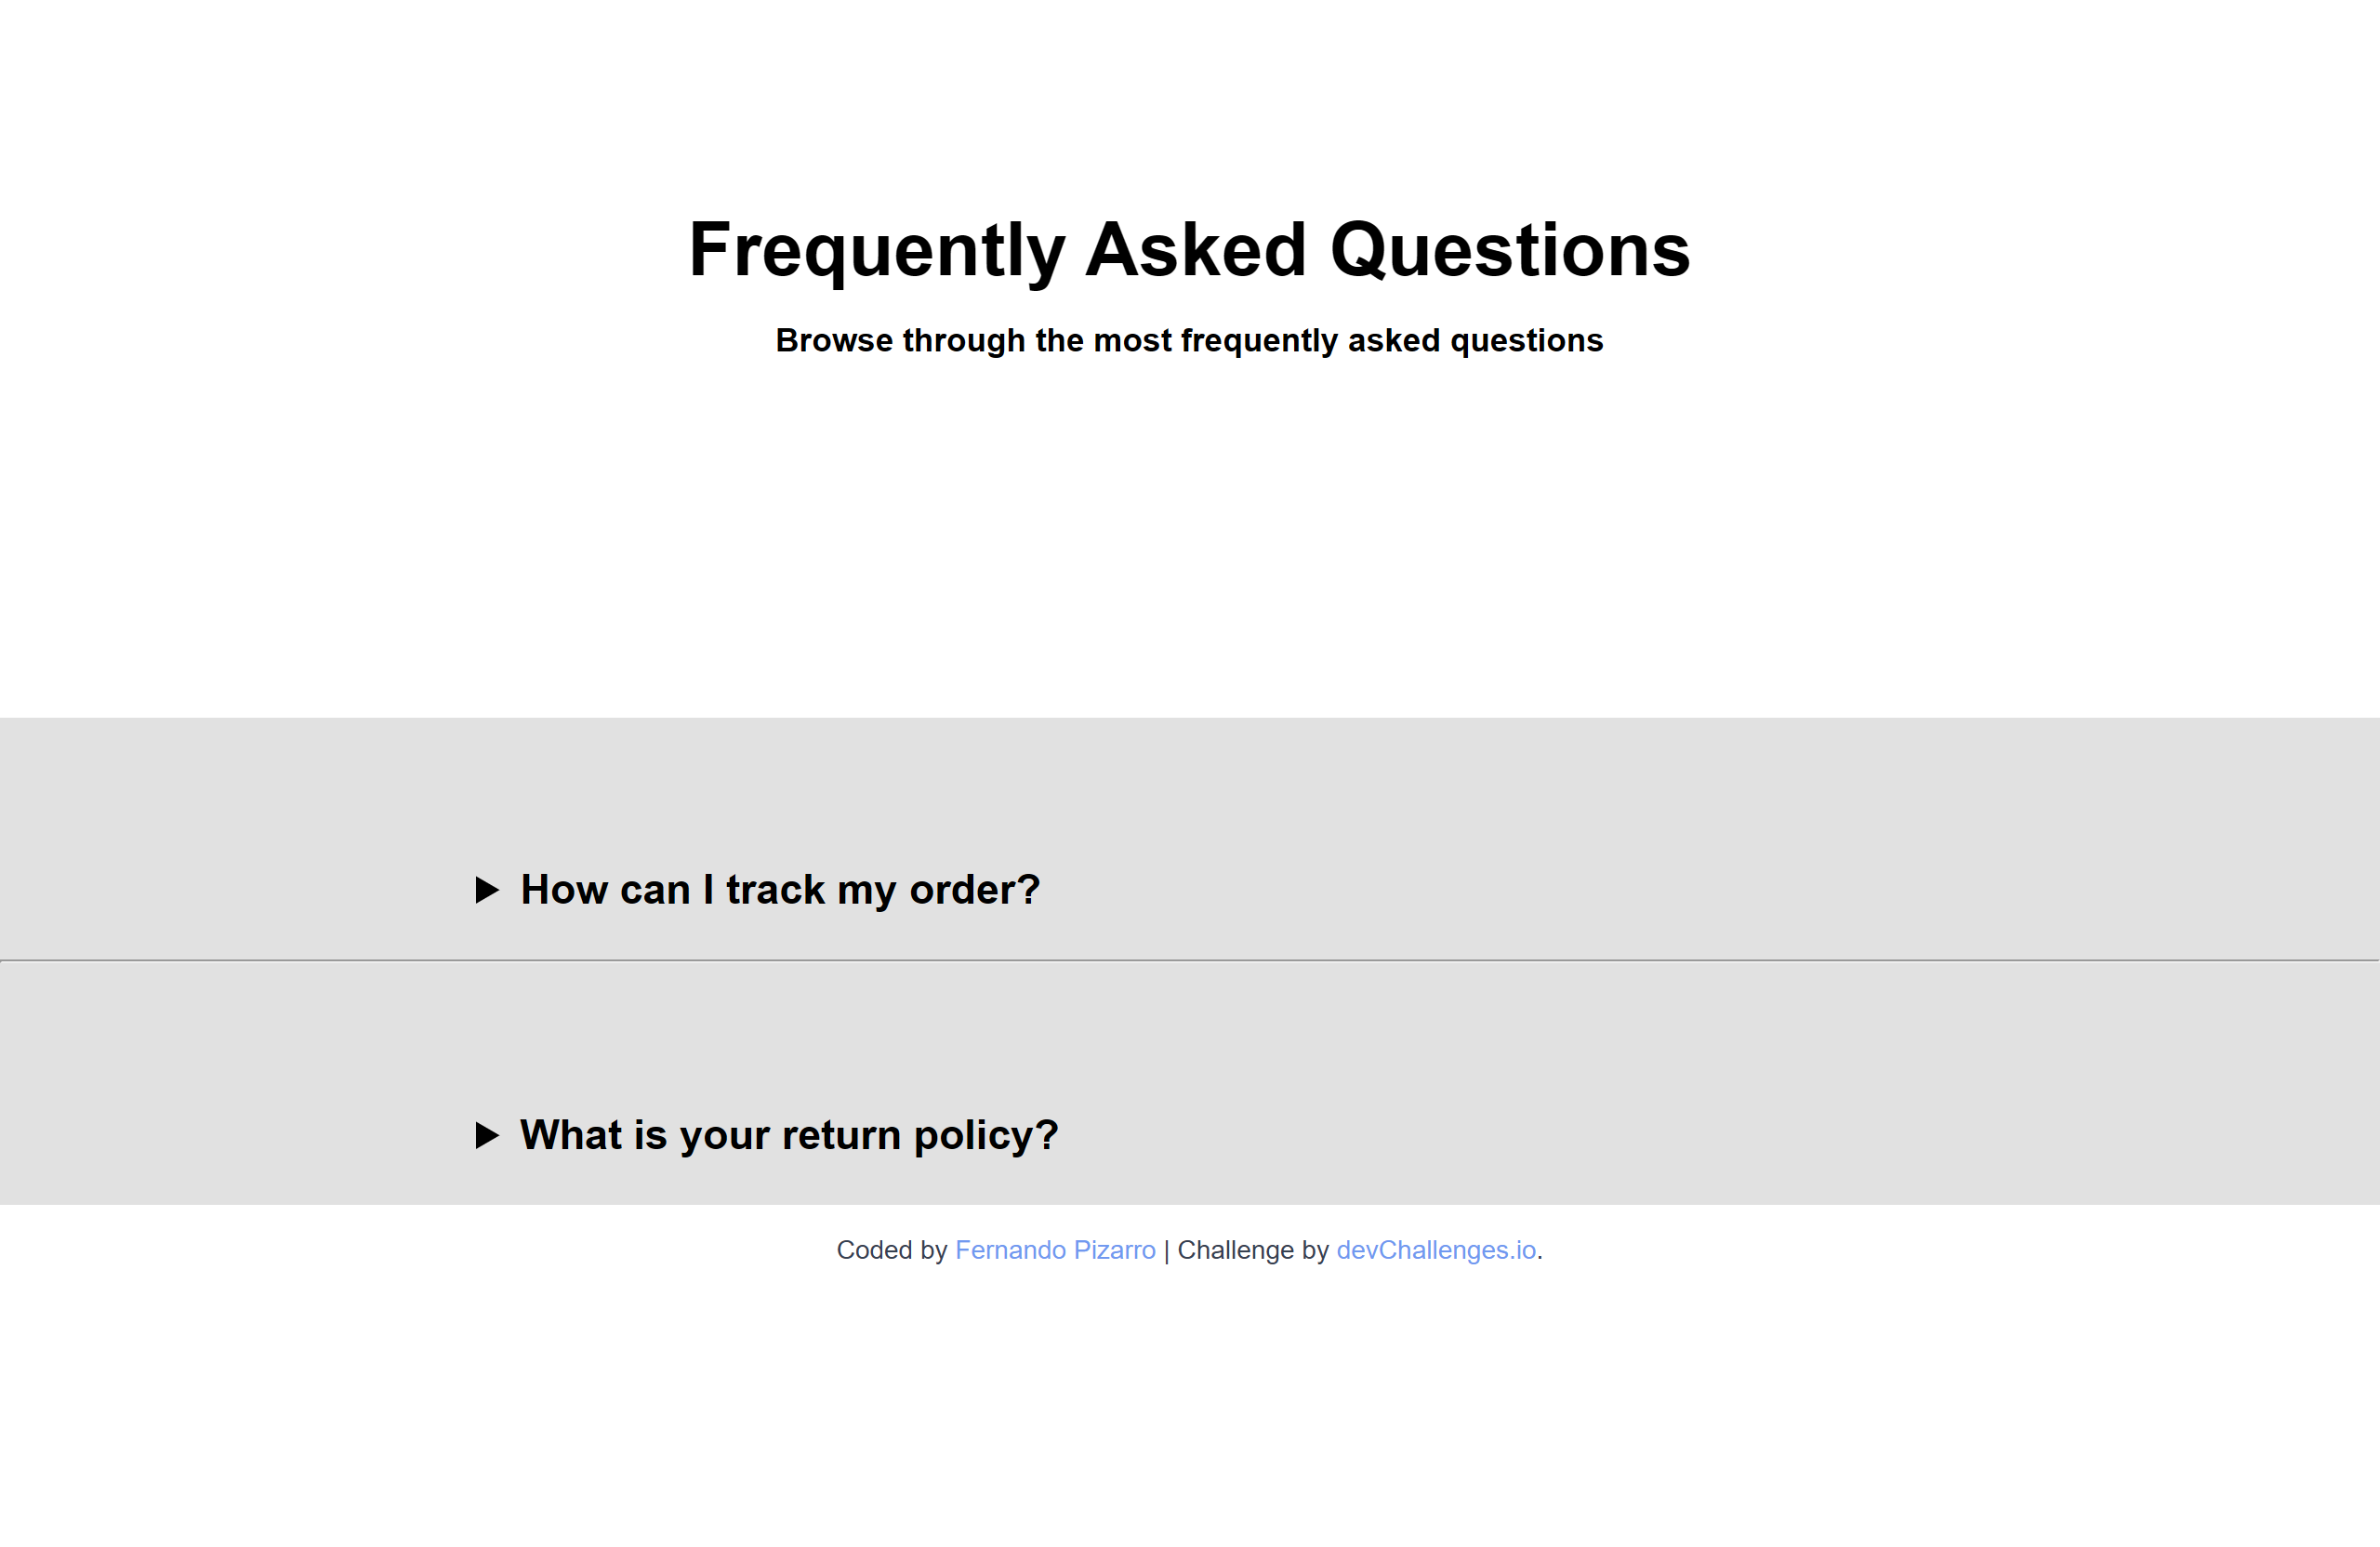 Frequently Asked Questions
Browse through the most frequently asked questions
How can I track my order?
What is your return policy?
Coded by Fernando Pizarro | Challenge by devChallenges.io.